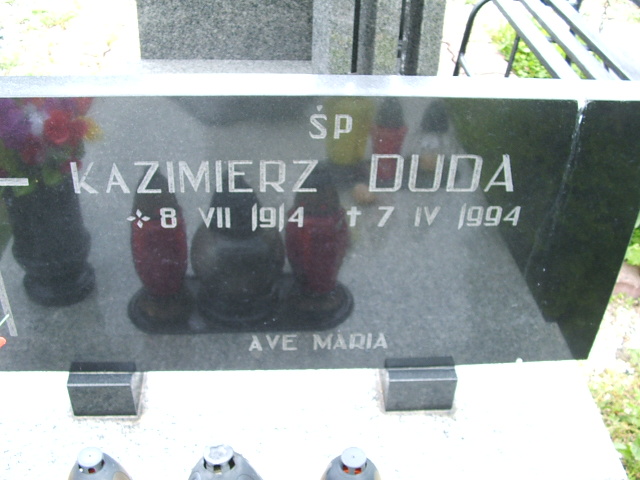 ŚP
KAZIMIERZ DUDA
8 VII 1914 † 7 IV 1994
AVE MARIA